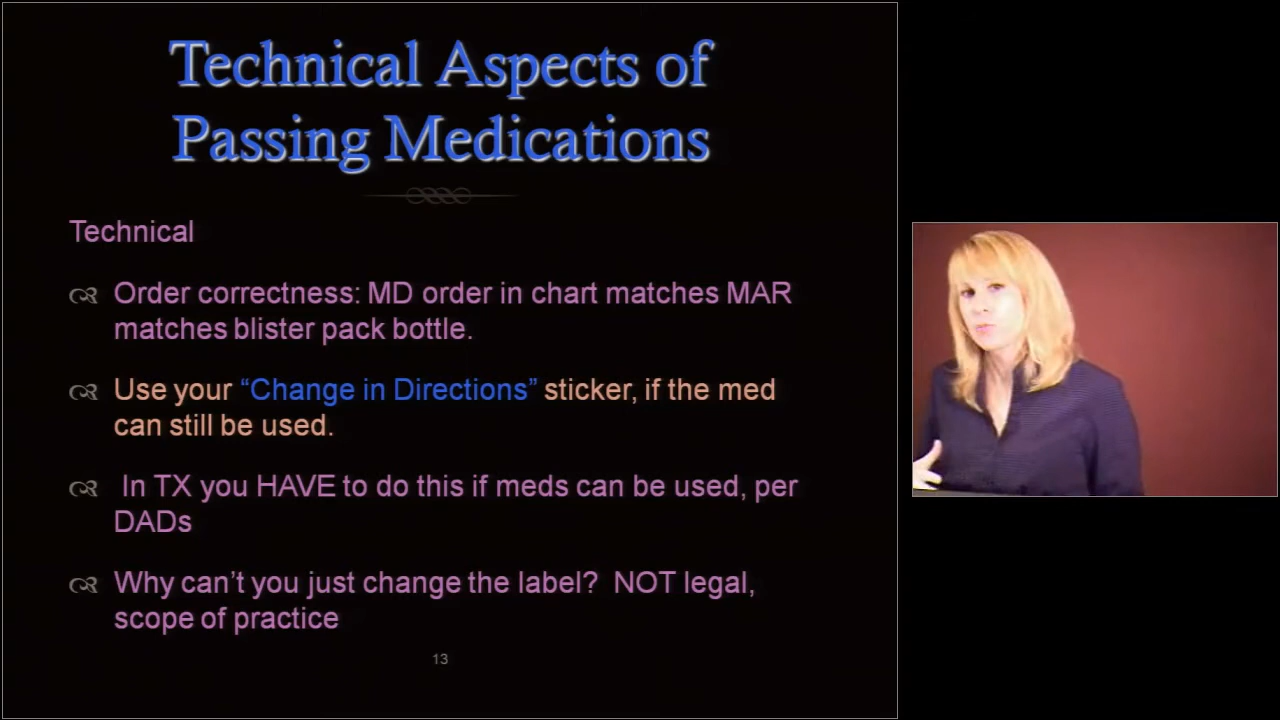 Technical Aspects of
Passing Medications
Technical
Order correctness: MD order in chart matches MAR
matches blister pack bottle.
Use your “Change in Directions” sticker, if the med
can still be used.
In TX you HAVE to do this if meds can be used, per
DADs
Why can’t you just change the label?  NOT legal,
scope of practice
13